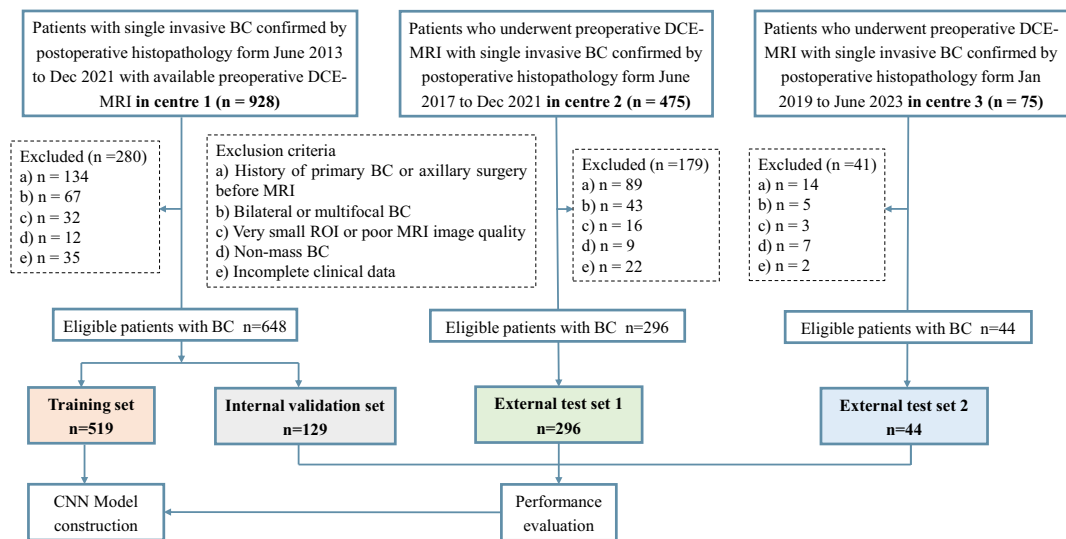 Patients with single invasive BC confirmed by
postoperative histopathology form June 2013
to Dec 2021 with available preoperative DCE-
MRI in centre 1 (n = 928)
Patients who underwent preoperative DCE-
MRI with single invasive BC confirmed by
postoperative histopathology form June
2017 to Dec 2021 in centre 2 (n = 475)
Patients who underwent preoperative DCE-
MRI with single invasive BC confirmed by
postoperative histopathology form Jan
2019 to June 2023 in centre 3 (n = 75)
Excluded (n =280)
a) n = 134
b) n = 67
c) n = 32
d) n = 12
e) n = 35
Exclusion criteria
a) History of primary BC or axillary surgery
before MRI
b) Bilateral or multifocal BC
c) Very small ROI or poor MRI image quality
d) Non-mass BC
e) Incomplete clinical data
Excluded (n =179)
a) n = 89
b) n = 43
c) n = 16
d) n = 9
e) n = 22
Excluded (n =41)
a) n = 14
b) n = 5
c) n = 3
d) n = 7
e) n = 2
Eligible patients with BC n=648
Eligible patients with BC n=296
Eligible patients with BC n=44
Training set
n=519
Internal validation set
n=129
External test set 1
n=296
External test set 2
n=44
CNN Model
construction
Performance
evaluation